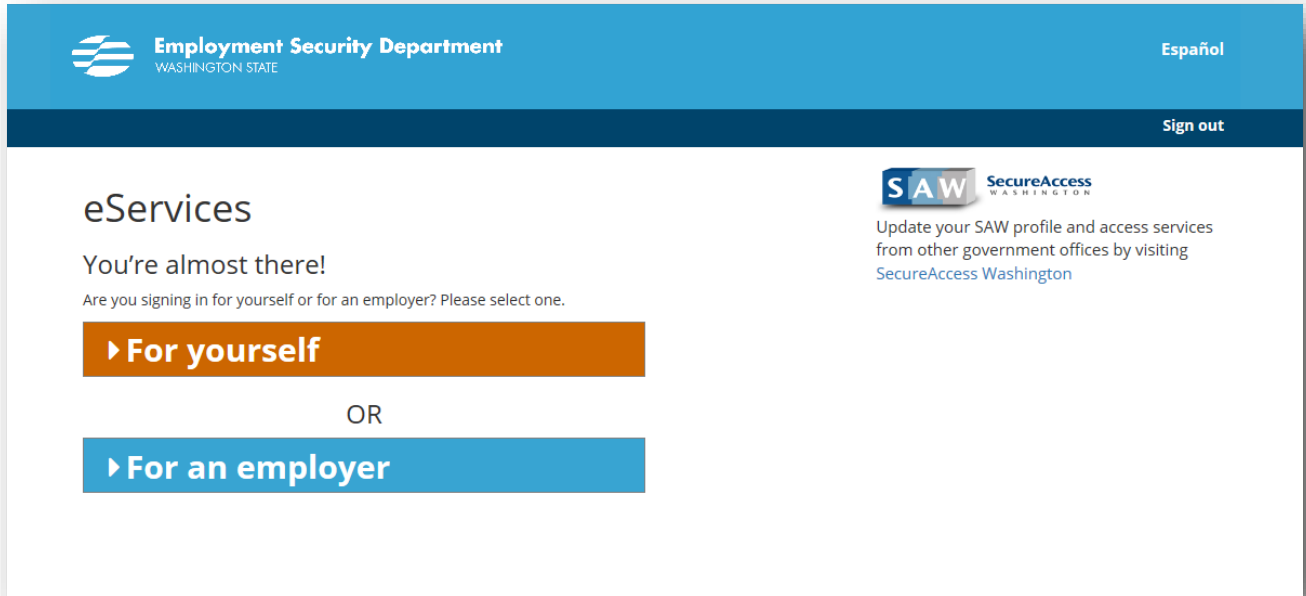 Employment Security Department
WASHINGTON STATE
Español
Sign out
eServices
You’re almost there!
Are you signing in for yourself or for an employer? Please select one.
For yourself
OR
For an employer
SAW SecureAccess
WASHINGTON
Update your SAW profile and access services
from other government offices by visiting
SecureAccess Washington